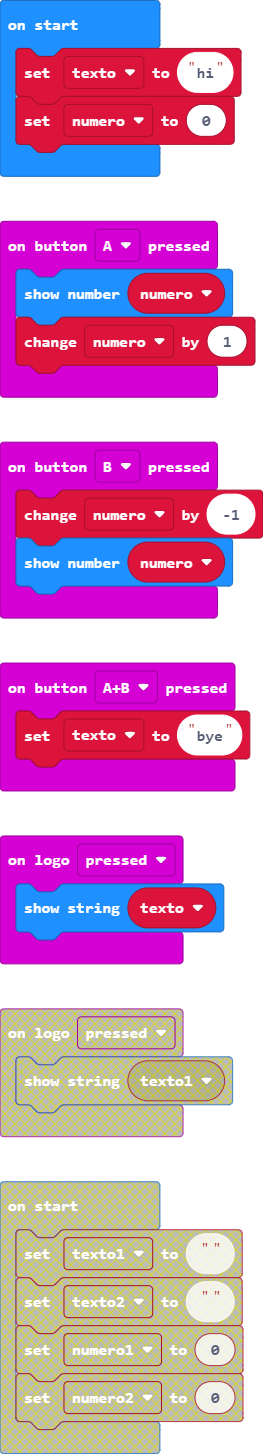 on start
set texto to "hi"
set numero to 0
on button A pressed
show number numero
change numero by 1
on button B pressed
change numero by -1
show number numero
on button A+B pressed
set texto to "bye"
on logo pressed
show string texto
on logo pressed
show string texto1
on start
set texto1 to " "
set texto2 to " "
set numero1 to 0
set numero2 to 0